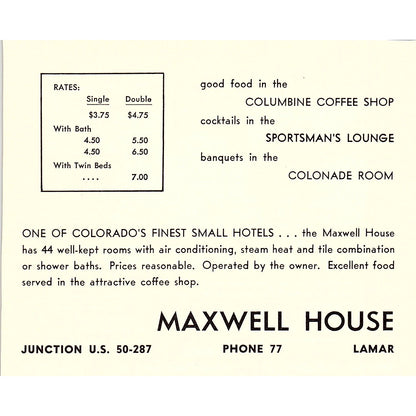 RATES:
Single Double
$3.75 $4.75
With Bath
4.50 5.50
4.50 6.50
With Twin Beds
.... 7.00
good food in the
COLUMBINE COFFEE SHOP
cocktails in the
SPORTSMAN'S LOUNGE
banquets in the
COLONADE ROOM
ONE OF COLORADO'S FINEST SMALL HOTELS . . . the Maxwell House
has 44 well-kept rooms with air conditioning, steam heat and tile combination
or shower baths. Prices reasonable. Operated by the owner. Excellent food
served in the attractive coffee shop.
MAXWELL HOUSE
JUNCTION U.S. 50-287 PHONE 77 LAMAR